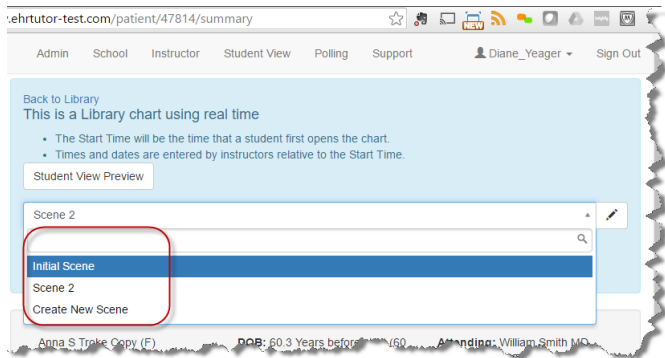 .ehrtutor-test.com/patient/47814/summary
NEW
Admin School Instructor Student View Polling Support Diane_Yeager Sign Out
Back to Library
This is a Library chart using real time
• The Start Time will be the time that a student first opens the chart.
• Times and dates are entered by instructors relative to the Start Time.
Student View Preview
Scene 2
Initial Scene
Scene 2
Create New Scene
Anna S Troke Copy (F) DOB: 60.3 Years before (60 Attending: William Smith MD